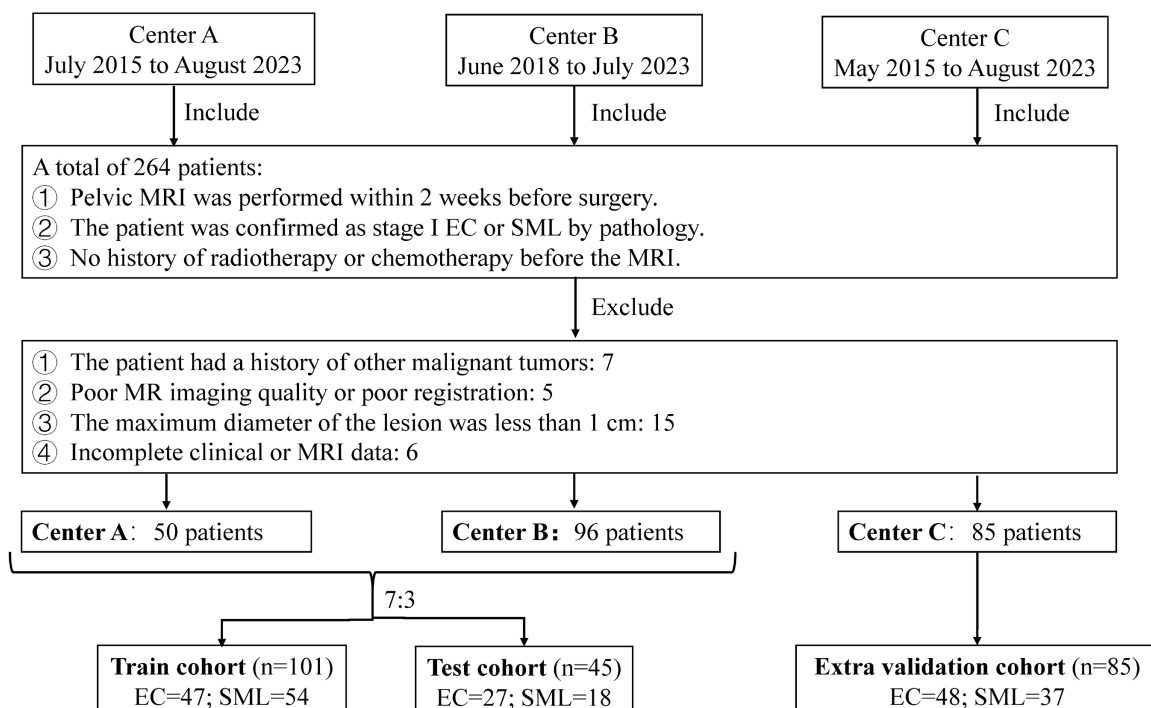 Center A
July 2015 to August 2023
Center B
June 2018 to July 2023
Center C
May 2015 to August 2023
Include
Include
Include
A total of 264 patients:
① Pelvic MRI was performed within 2 weeks before surgery.
② The patient was confirmed as stage I EC or SML by pathology.
③ No history of radiotherapy or chemotherapy before the MRI.
Exclude
① The patient had a history of other malignant tumors: 7
② Poor MR imaging quality or poor registration: 5
③ The maximum diameter of the lesion was less than 1 cm: 15
④ Incomplete clinical or MRI data: 6
Center A: 50 patients
Center B: 96 patients
Center C: 85 patients
7:3
Train cohort (n=101)
EC=47; SML=54
Test cohort (n=45)
EC=27; SML=18
Extra validation cohort (n=85)
EC=48; SML=37